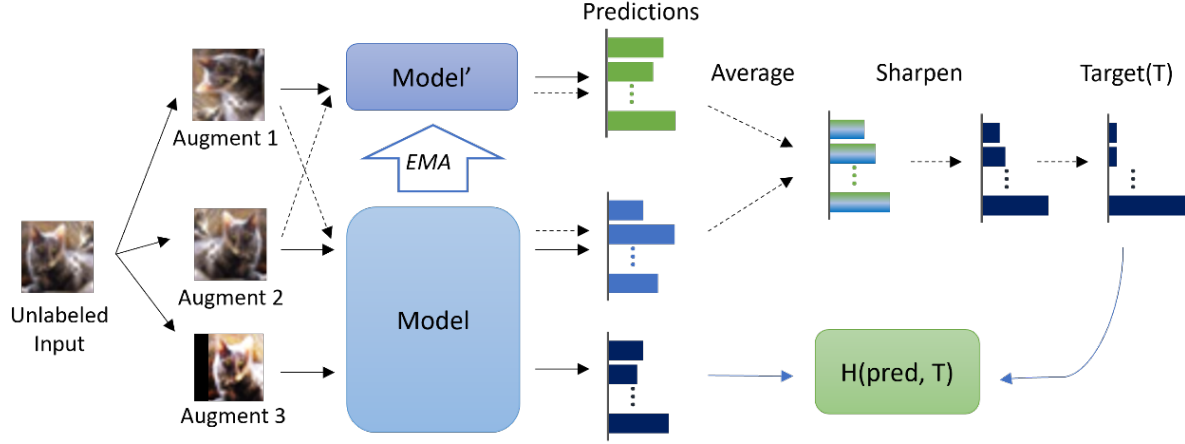 Predictions
Average
Sharpen
Target(T)
Model’
Augment 1
EMA
Augment 2
Unlabeled
Input
Model
H(pred, T)
Augment 3